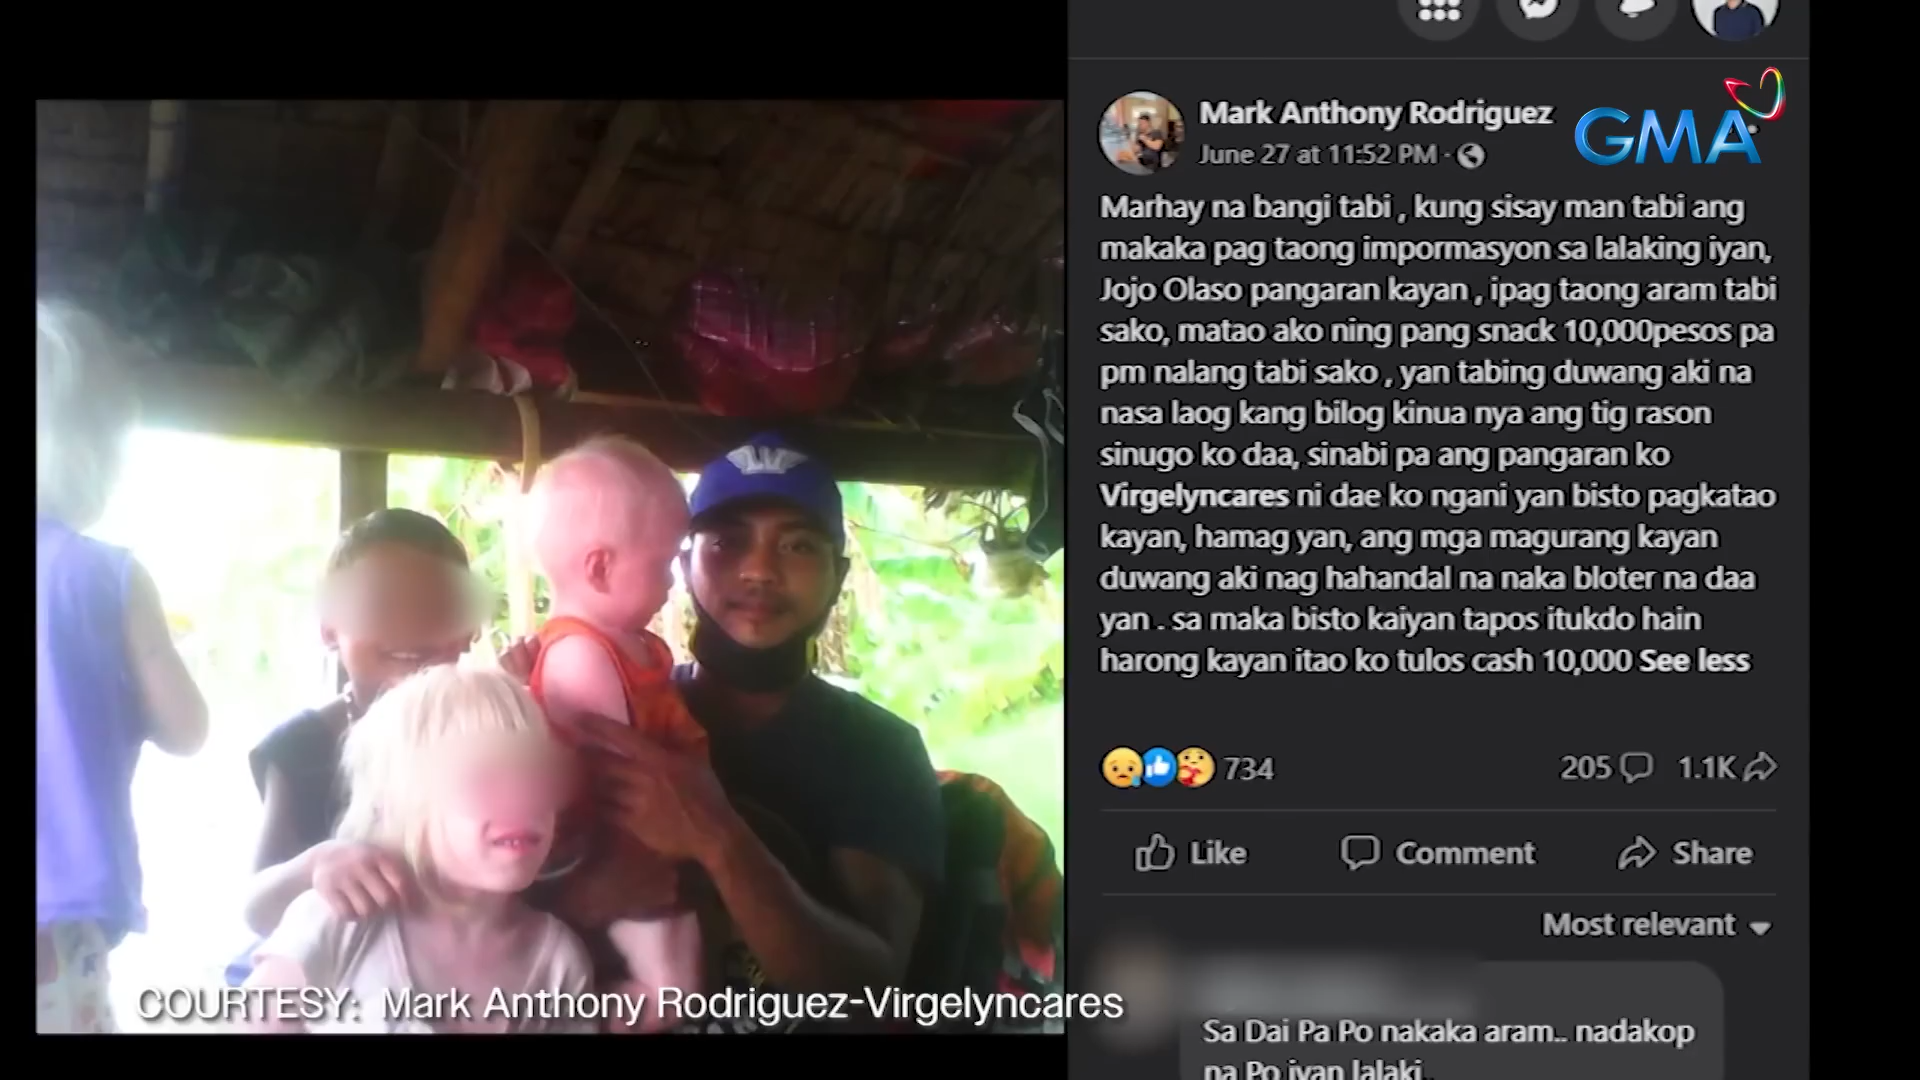 Mark Anthony Rodriguez
June 27 at 11:52 PM ·
GMA
Marhay na bangi tabi , kung sisay man tabi ang
makaka pag taong impormasyon sa lalaking iyan,
Jojo Olaso pangaran kayan , ipag taong aram tabi
sako, matao ako ning pang snack 10,000pesos pa
pm nalang tabi sako , yan tabing duwang aki na
nasa laog kang bilog kinua nya ang tig rason
sinugo ko daa, sinabi pa ang pangaran ko
Virgelyncares ni dae ko ngani yan bisto pagkatao
kayan, hamag yan, ang mga magurang kayan
duwang aki nag hahandal na naka bloter na daa
yan . sa maka bisto kaiyan tapos itukdo hain
harong kayan itao ko tulos cash 10,000 See less
734
205 1.1K
Like Comment Share
Most relevant
Sa Dai Pa Po nakaka aram.. nadakop
na Po iyan lalaki..
COURTESY: Mark Anthony Rodriguez-Virgelyncares